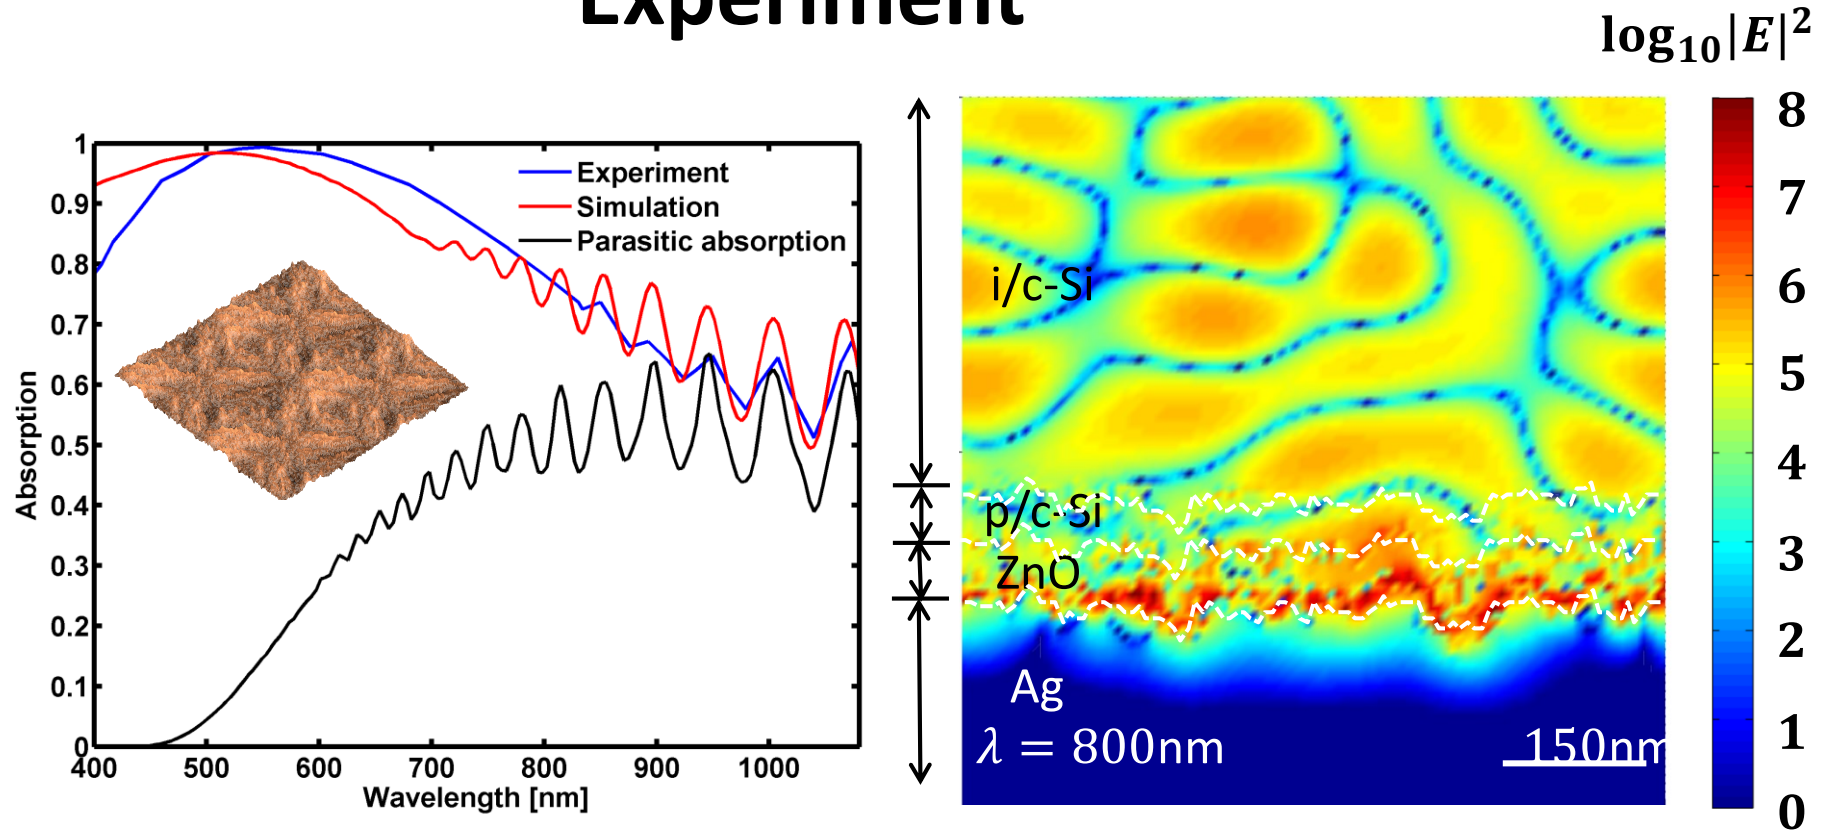 Experiment
log₁₀|E|²
1
0.9
0.8
0.7
0.6
0.5
0.4
0.3
0.2
0.1
0
Absorption
Experiment
Simulation
Parasitic absorption
400 500 600 700 800 900 1000
Wavelength [nm]
i/c-Si
p/c-Si
ZnO
Ag
λ = 800nm
150nm
8
7
6
5
4
3
2
1
0